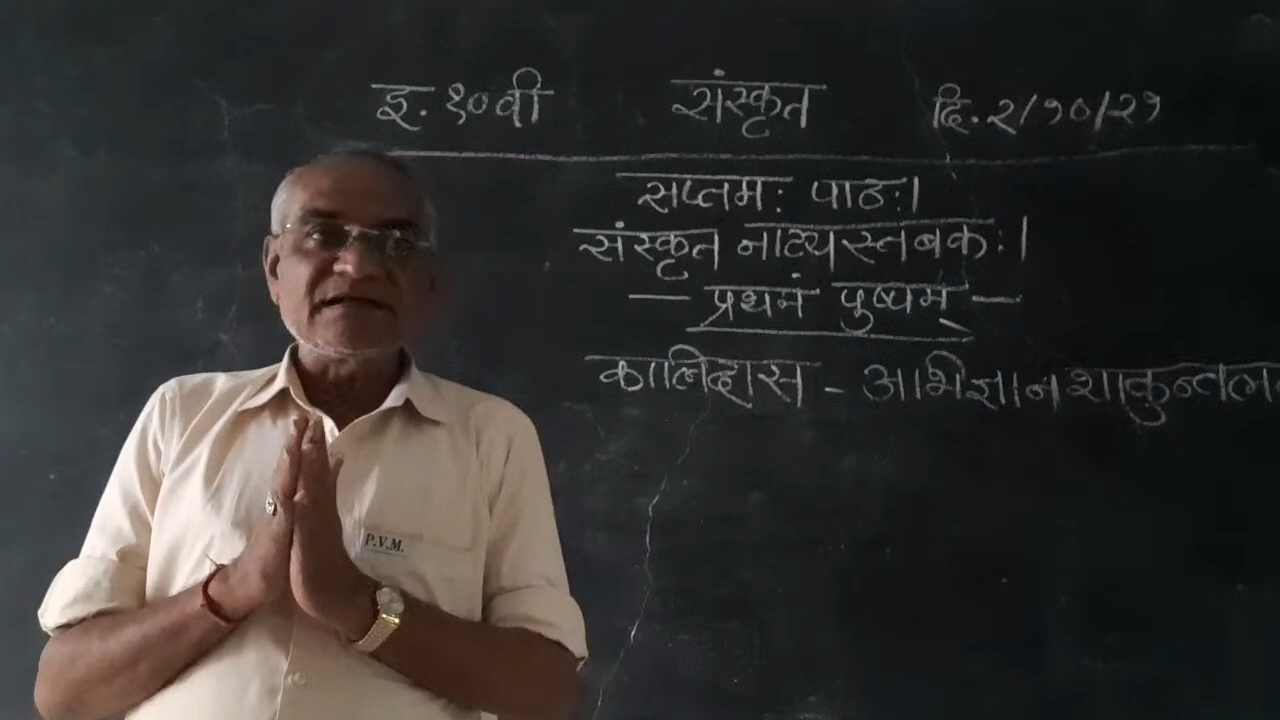 इ. १०वी संस्कृत दि. २/१०/२१
सप्तमः पाठः।
संस्कृत नाट्यस्तबकः।
— प्रथमं पुष्पम् —
कालिदास - अभिज्ञानशाकुन्तल
P.V.M.